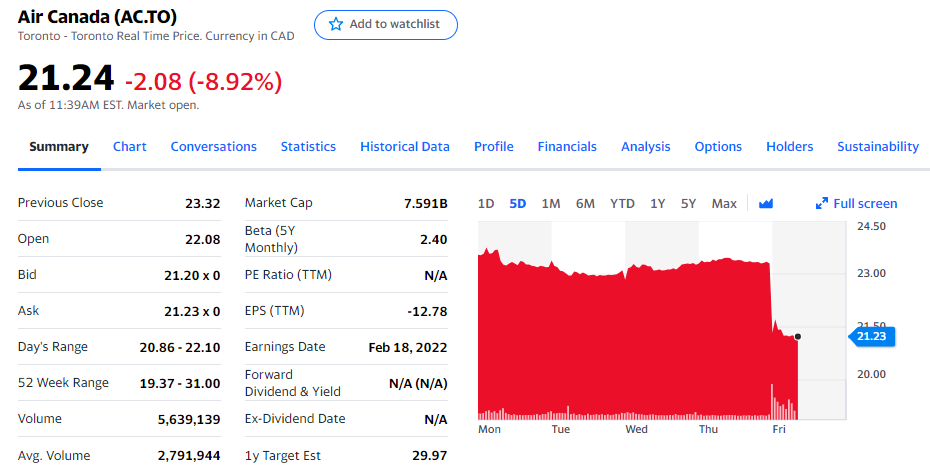 Air Canada (AC.TO)
Add to watchlist
Toronto - Toronto Real Time Price. Currency in CAD
21.24 -2.08 (-8.92%)
As of 11:39AM EST. Market open.
Summary Chart Conversations Statistics Historical Data Profile Financials Analysis Options Holders Sustainability
Previous Close 23.32
Open 22.08
Bid 21.20 x 0
Ask 21.23 x 0
Day's Range 20.86 - 22.10
52 Week Range 19.37 - 31.00
Volume 5,639,139
Avg. Volume 2,791,944
Market Cap 7.591B
Beta (5Y
Monthly) 2.40
PE Ratio (TTM) N/A
EPS (TTM) -12.78
Earnings Date Feb 18, 2022
Forward
Dividend & Yield N/A (N/A)
Ex-Dividend Date N/A
1y Target Est 29.97
1D 5D 1M 6M YTD 1Y 5Y Max Full screen
24.50
23.00
21.50
21.23
20.00
Mon Tue Wed Thu Fri